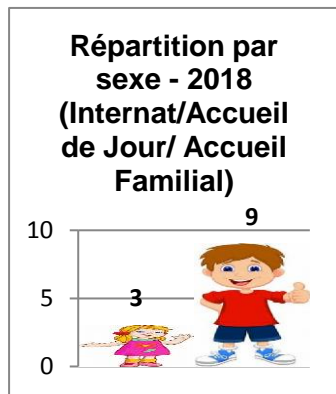 Répartition par
sexe - 2018
(Internat/Accueil
de Jour/ Accueil
Familial)
9
10
3
5
0